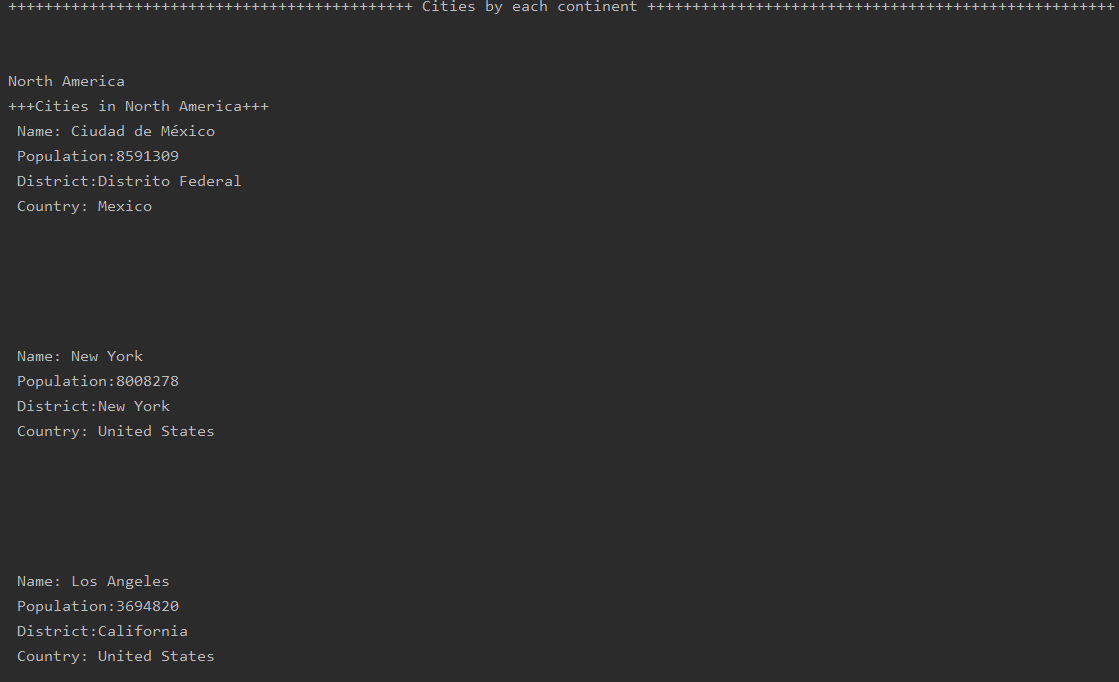 +++++++++++++++++++++++++++++++++++++++++++++ Cities by each continent ++++++++++++++++++++++++++++++++++++++++++++++++++++
North America
+++Cities in North America+++
Name: Ciudad de México
Population:8591309
District:Distrito Federal
Country: Mexico
Name: New York
Population:8008278
District:New York
Country: United States
Name: Los Angeles
Population:3694820
District:California
Country: United States